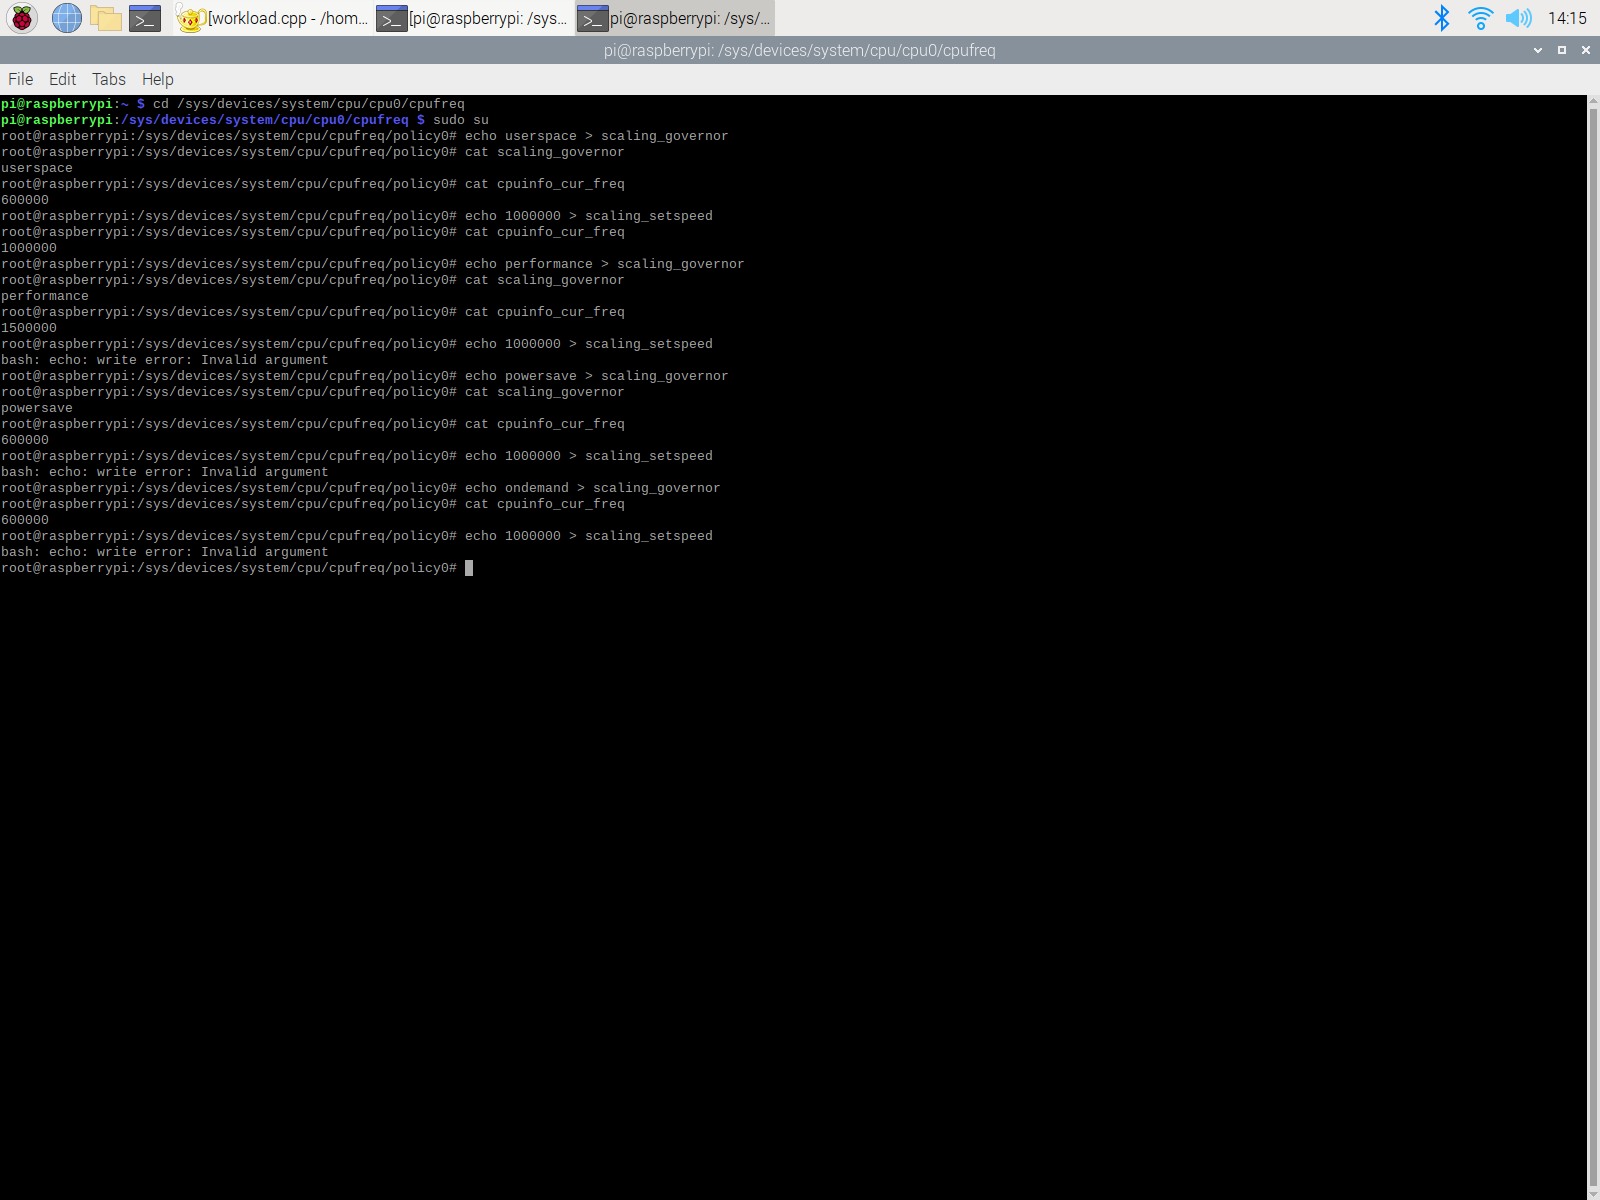 [workload.cpp - /hom...
[pi@raspberrypi: /sys...
pi@raspberrypi: /sys/...
14:15
pi@raspberrypi: /sys/devices/system/cpu/cpu0/cpufreq
File Edit Tabs Help
pi@raspberrypi:~ $ cd /sys/devices/system/cpu/cpu0/cpufreq
pi@raspberrypi:/sys/devices/system/cpu/cpu0/cpufreq $ sudo su
root@raspberrypi:/sys/devices/system/cpu/cpufreq/policy0# echo userspace > scaling_governor
root@raspberrypi:/sys/devices/system/cpu/cpufreq/policy0# cat scaling_governor
userspace
root@raspberrypi:/sys/devices/system/cpu/cpufreq/policy0# cat cpuinfo_cur_freq
600000
root@raspberrypi:/sys/devices/system/cpu/cpufreq/policy0# echo 1000000 > scaling_setspeed
root@raspberrypi:/sys/devices/system/cpu/cpufreq/policy0# cat cpuinfo_cur_freq
1000000
root@raspberrypi:/sys/devices/system/cpu/cpufreq/policy0# echo performance > scaling_governor
root@raspberrypi:/sys/devices/system/cpu/cpufreq/policy0# cat scaling_governor
performance
root@raspberrypi:/sys/devices/system/cpu/cpufreq/policy0# cat cpuinfo_cur_freq
1500000
root@raspberrypi:/sys/devices/system/cpu/cpufreq/policy0# echo 1000000 > scaling_setspeed
bash: echo: write error: Invalid argument
root@raspberrypi:/sys/devices/system/cpu/cpufreq/policy0# echo powersave > scaling_governor
root@raspberrypi:/sys/devices/system/cpu/cpufreq/policy0# cat scaling_governor
powersave
root@raspberrypi:/sys/devices/system/cpu/cpufreq/policy0# cat cpuinfo_cur_freq
600000
root@raspberrypi:/sys/devices/system/cpu/cpufreq/policy0# echo 1000000 > scaling_setspeed
bash: echo: write error: Invalid argument
root@raspberrypi:/sys/devices/system/cpu/cpufreq/policy0# echo ondemand > scaling_governor
root@raspberrypi:/sys/devices/system/cpu/cpufreq/policy0# cat cpuinfo_cur_freq
600000
root@raspberrypi:/sys/devices/system/cpu/cpufreq/policy0# echo 1000000 > scaling_setspeed
bash: echo: write error: Invalid argument
root@raspberrypi:/sys/devices/system/cpu/cpufreq/policy0#